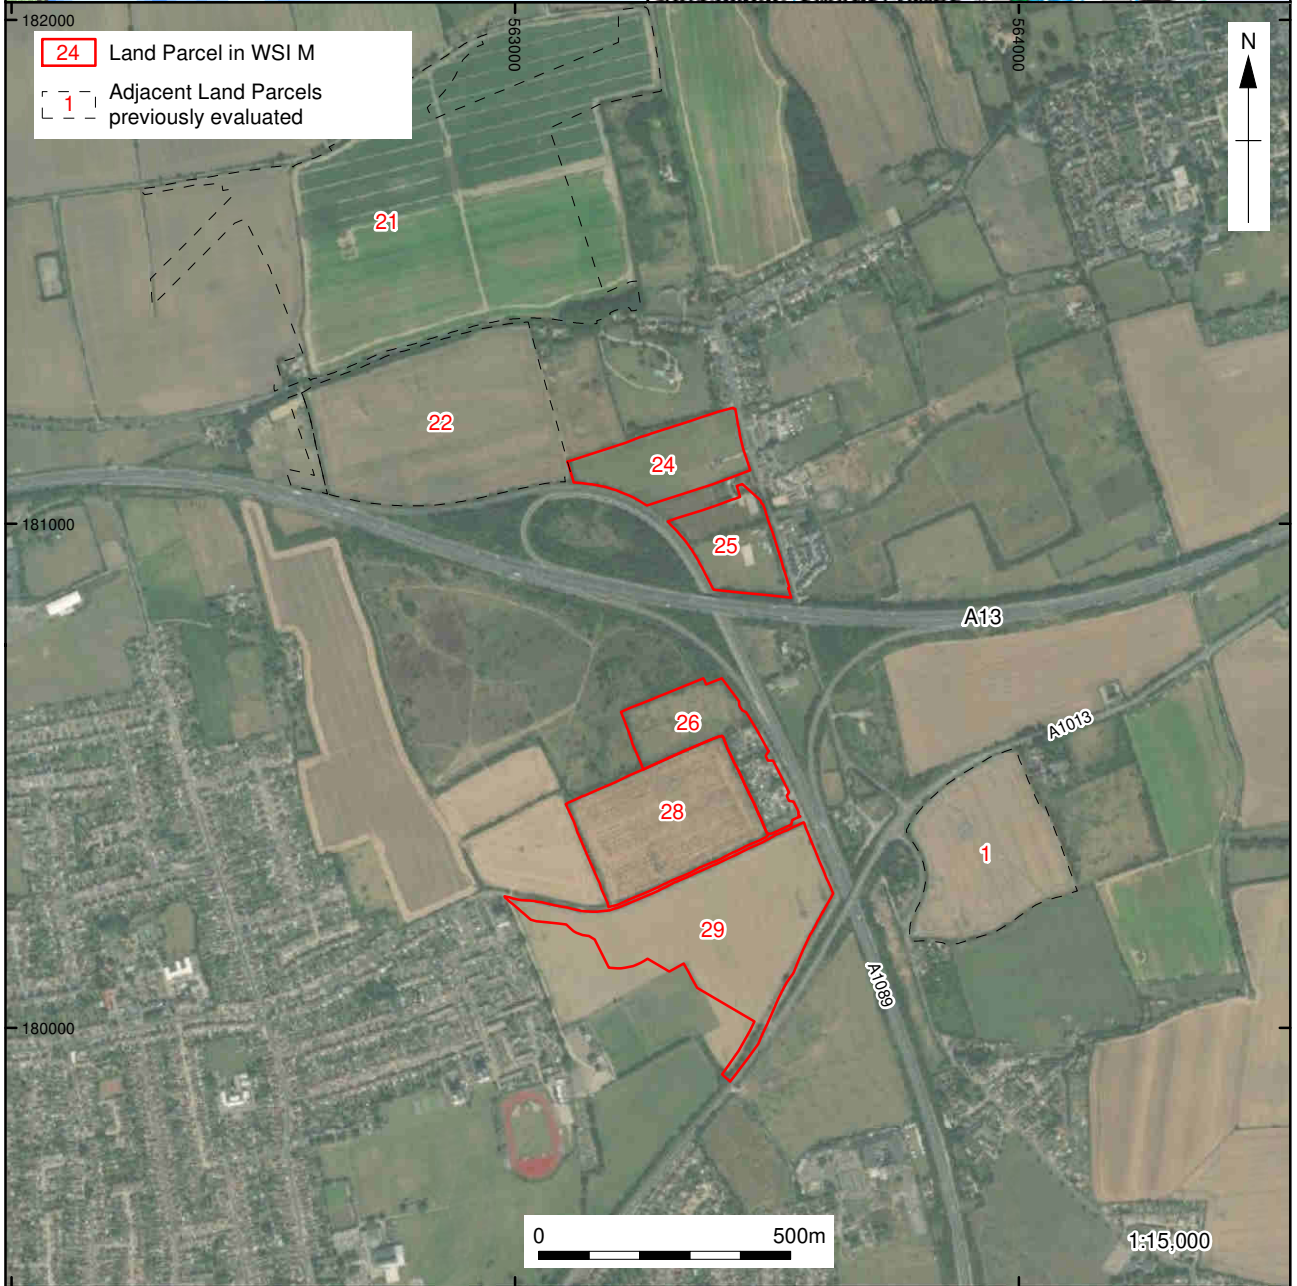 182000
563000
564000
24 Land Parcel in WSI M
1 Adjacent Land Parcels
previously evaluated
N
21
22
24
181000
25
A13
26
A1013
28
1
29
A1089
180000
0 500m
1:15,000